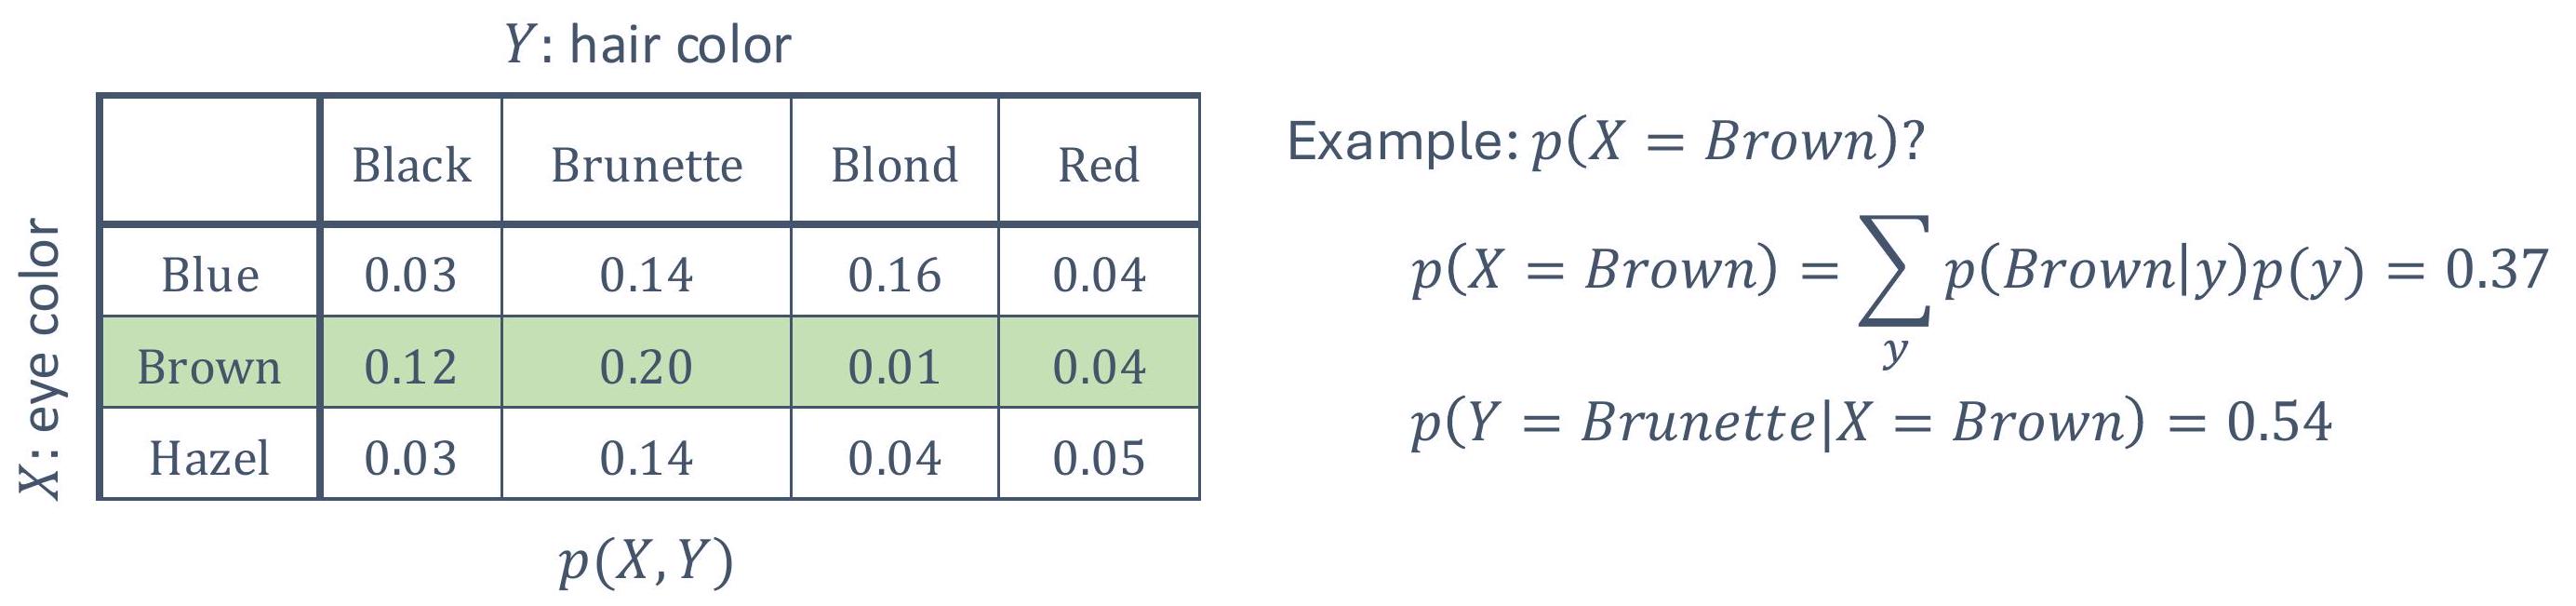 Y: hair color
X: eye color
Black Brunette Blond Red
Blue 0.03 0.14 0.16 0.04
Brown 0.12 0.20 0.01 0.04
Hazel 0.03 0.14 0.04 0.05
p(X, Y)
Example: p(X = Brown)?
p(X = Brown) = ∑ p(Brown|y)p(y) = 0.37
y
p(Y = Brunette|X = Brown) = 0.54